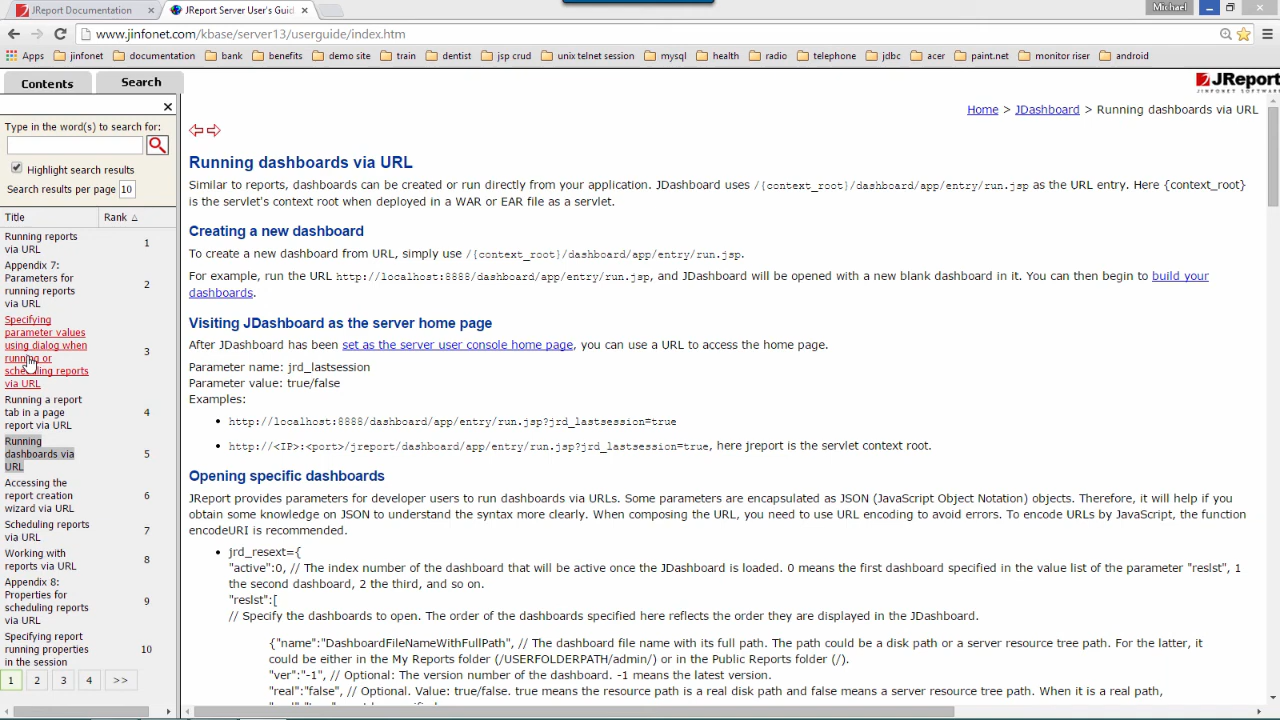 JReport Documentation
JReport Server User's Guid
Michael
www.jinfonet.com/kbase/server13/userguide/index.htm
Apps jinfonet documentation bank benefits demo site train dentist jsp crud unix telnet session mysql health radio telephone jdbc acer paint.net monitor riser android
Contents
Search
JReport
JINFONET SOFTWARE
Home > JDashboard > Running dashboards via URL
Type in the word(s) to search for:
Highlight search results
Search results per page 10
Title Rank
Running reports
via URL
1
Appendix 7:
Parameters for
running reports
via URL
2
Specifying
parameter values
using dialog when
running or
scheduling reports
via URL
3
Running a report
tab in a page
report via URL
4
Running
dashboards via
URL
5
Accessing the
report creation
wizard via URL
6
Scheduling reports
via URL
7
Working with
reports via URL
8
Appendix 8:
Properties for
scheduling reports
via URL
9
Specifying report
running properties
in the session
10
1 2 3 4 >>
Running dashboards via URL
Similar to reports, dashboards can be created or run directly from your application. JDashboard uses /{context_root}/dashboard/app/entry/run.jsp as the URL entry. Here {context_root}
is the servlet's context root when deployed in a WAR or EAR file as a servlet.
Creating a new dashboard
To create a new dashboard from URL, simply use /{context_root}/dashboard/app/entry/run.jsp.
For example, run the URL http://localhost:8888/dashboard/app/entry/run.jsp, and JDashboard will be opened with a new blank dashboard in it. You can then begin to build your
dashboards.
Visiting JDashboard as the server home page
After JDashboard has been set as the server user console home page, you can use a URL to access the home page.
Parameter name: jrd_lastsession
Parameter value: true/false
Examples:
• http://localhost:8888/dashboard/app/entry/run.jsp?jrd_lastsession=true
• http://<IP>:<port>/jreport/dashboard/app/entry/run.jsp?jrd_lastsession=true, here jreport is the servlet context root.
Opening specific dashboards
JReport provides parameters for developer users to run dashboards via URLs. Some parameters are encapsulated as JSON (JavaScript Object Notation) objects. Therefore, it will help if you
obtain some knowledge on JSON to understand the syntax more clearly. When composing the URL, you need to use URL encoding to avoid errors. To encode URLs by JavaScript, the function
encodeURI is recommended.
• jrd_resext={
"active":0, // The index number of the dashboard that will be active once the JDashboard is loaded. 0 means the first dashboard specified in the value list of the parameter "reslst", 1
the second dashboard, 2 the third, and so on.
"reslst":[
// Specify the dashboards to open. The order of the dashboards specified here reflects the order they are displayed in the JDashboard.
{"name":"DashboardFileNameWithFullPath", // The dashboard file name with its full path. The path could be a disk path or a server resource tree path. For the latter, it
could be either in the My Reports folder (/USERFOLDERPATH/admin/) or in the Public Reports folder (/).
"ver":"-1", // Optional: The version number of the dashboard. -1 means the latest version.
"real":"false", // Optional. Value: true/false. true means the resource path is a real disk path and false means a server resource tree path. When it is a real path,